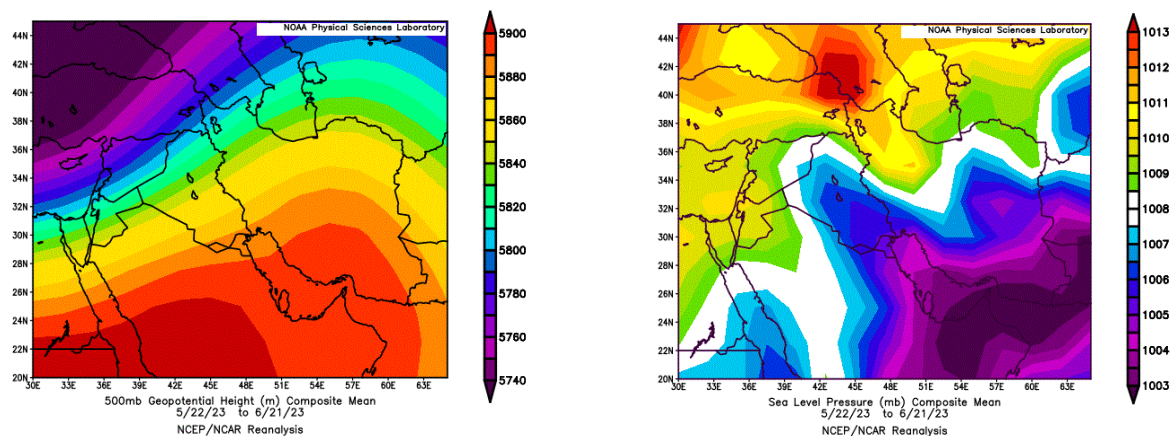 NOAA Physical Sciences Laboratory
44N
42N
40N
38N
36N
34N
32N
30N
28N
26N
24N
22N
20N
30E 33E 36E 39E 42E 45E 48E 51E 54E 57E 60E 63E
5900
5880
5860
5840
5820
5800
5780
5760
5740
500mb Geopotential Height (m) Composite Mean
5/22/23 to 6/21/23
NCEP/NCAR Reanalysis
NOAA Physical Sciences Laboratory
44N
42N
40N
38N
36N
34N
32N
30N
28N
26N
24N
22N
20N
30E 33E 36E 39E 42E 45E 48E 51E 54E 57E 60E 63E
1013
1012
1011
1010
1009
1008
1007
1006
1005
1004
1003
Sea Level Pressure (mb) Composite Mean
5/22/23 to 6/21/23
NCEP/NCAR Reanalysis